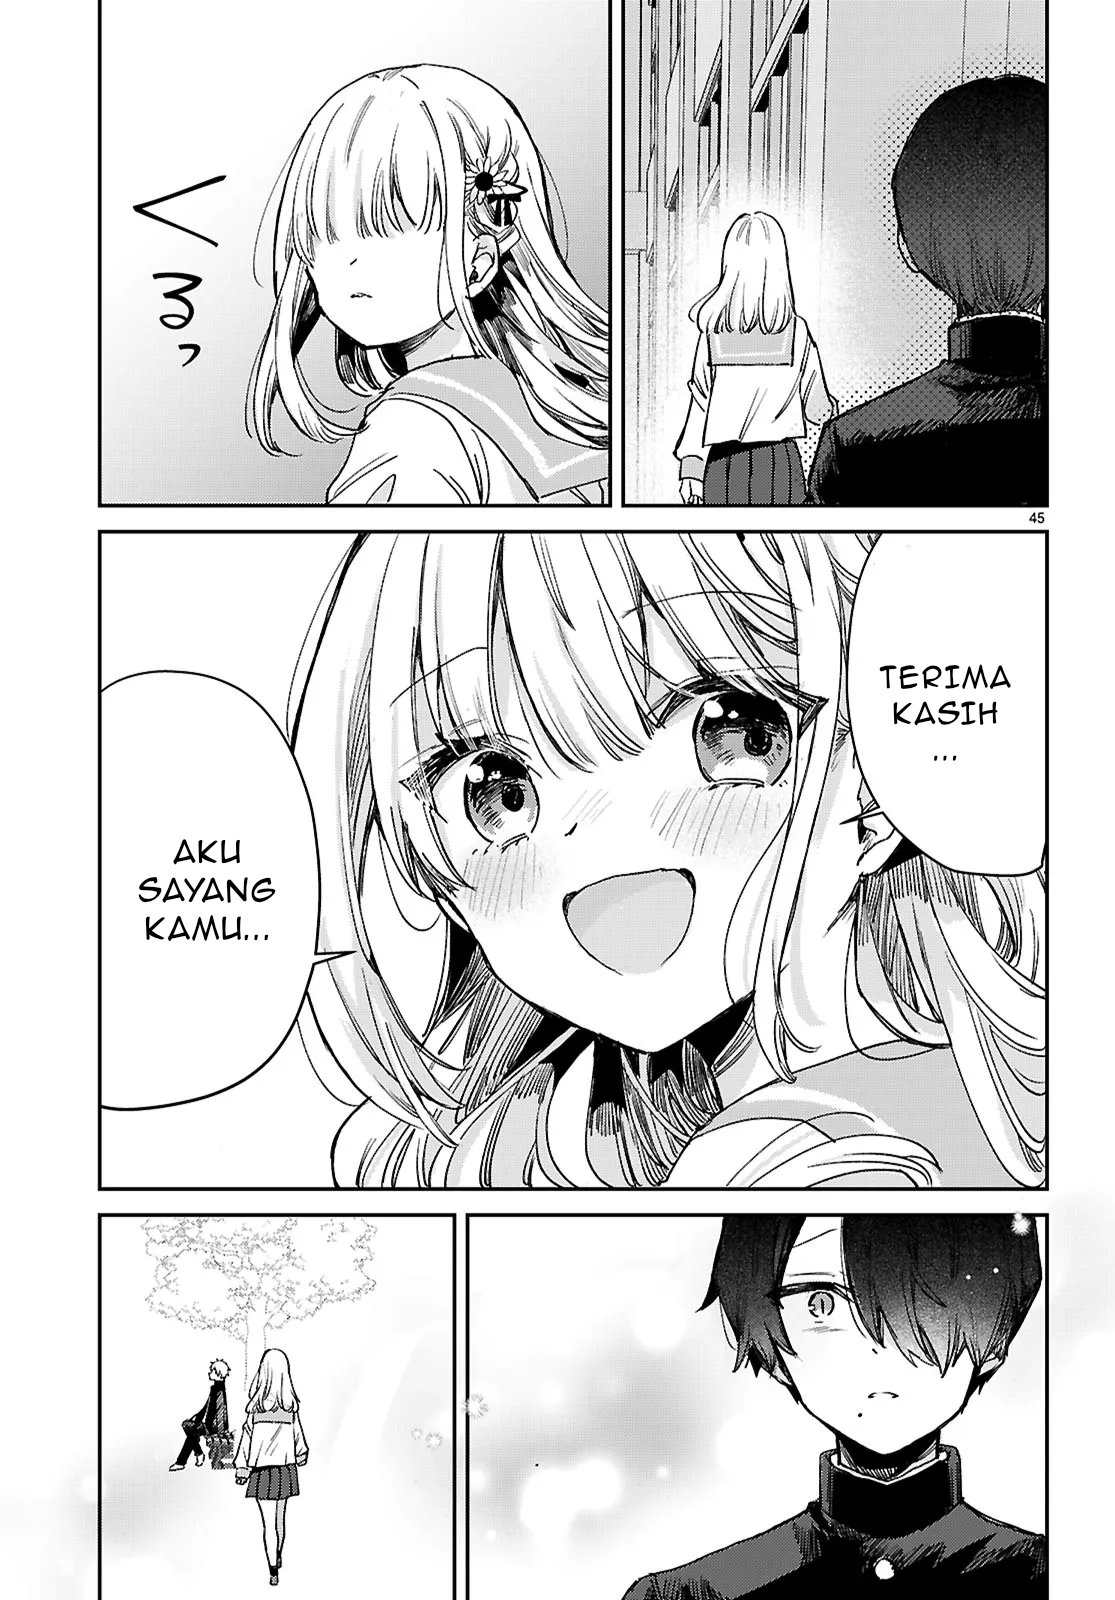 くるっ
45
TERIMA
KASIH
...
AKU
SAYANG
KAMU...